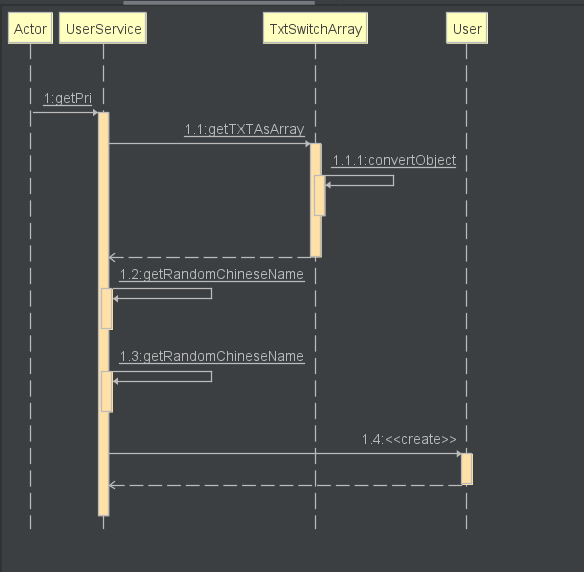 Actor
UserService
TxtSwitchArray
User
1:getPri
1.1:getTXTAsArray
1.1.1:convertObject
1.2:getRandomChineseName
1.3:getRandomChineseName
1.4:<<create>>